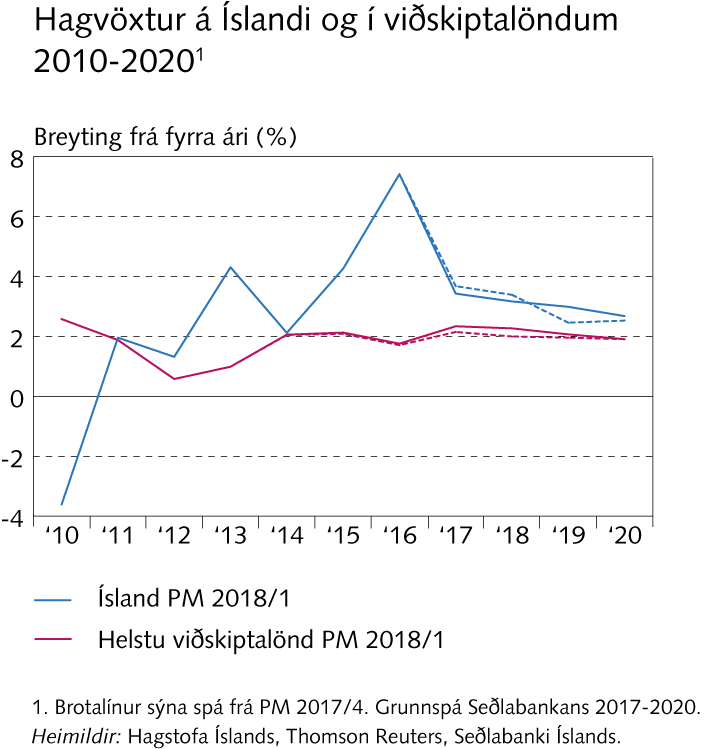 Hagvöxtur á Íslandi og í viðskiptalöndum
2010-2020¹
Breyting frá fyrra ári (%)
8
6
4
2
0
-2
-4
‘10 ‘11 ‘12 ‘13 ‘14 ‘15 ‘16 ‘17 ‘18 ‘19 ‘20
Ísland PM 2018/1
Helstu viðskiptalönd PM 2018/1
1. Brotalínur sýna spá frá PM 2017/4. Grunnspá Seðlabankans 2017-2020.
Heimildir: Hagstofa Íslands, Thomson Reuters, Seðlabanki Íslands.